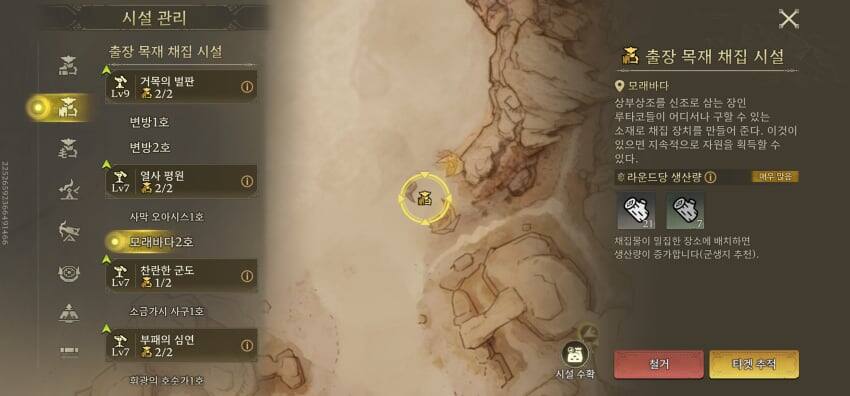 시설 관리
출장 목재 채집 시설
Lv9
거목의 벌판
2/2
변방1호
변방2호
Lv7
열사 평원
2/2
사막 오아시스1호
모래바다2호
Lv7
찬란한 군도
1/2
소금가시 사구1호
Lv7
부패의 심연
2/2
회광의 호수가1호
22526592366491466
시설 수확
출장 목재 채집 시설
모래바다
상부상조를 신조로 삼는 장인
루타코들이 어디서나 구할 수 있는
소재로 채집 장치를 만들어 준다. 이것이
있으면 지속적으로 자원을 획득할 수
있다.
라운드당 생산량
매우 많음
21
7
채집물이 밀집한 장소에 배치하면
생산량이 증가합니다(군생지 추천).
철거
타겟 추적